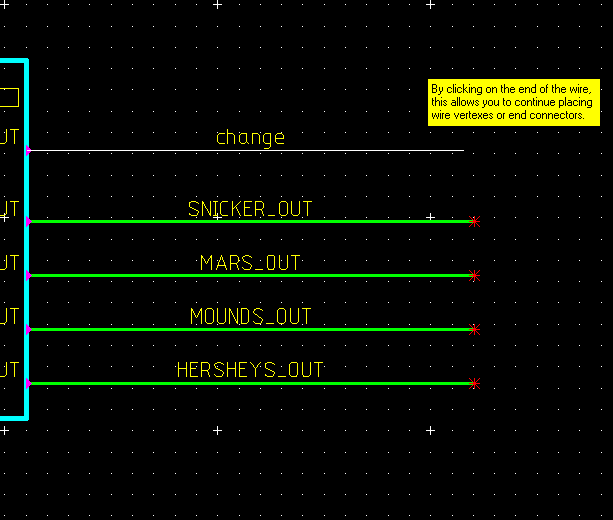 By clicking on the end of the wire,
this allows you to continue placing
wire vertexes or end connectors.
UT change
UT SNICKER_OUT
UT MARS_OUT
UT MOUNDS_OUT
UT HERSHEYS_OUT